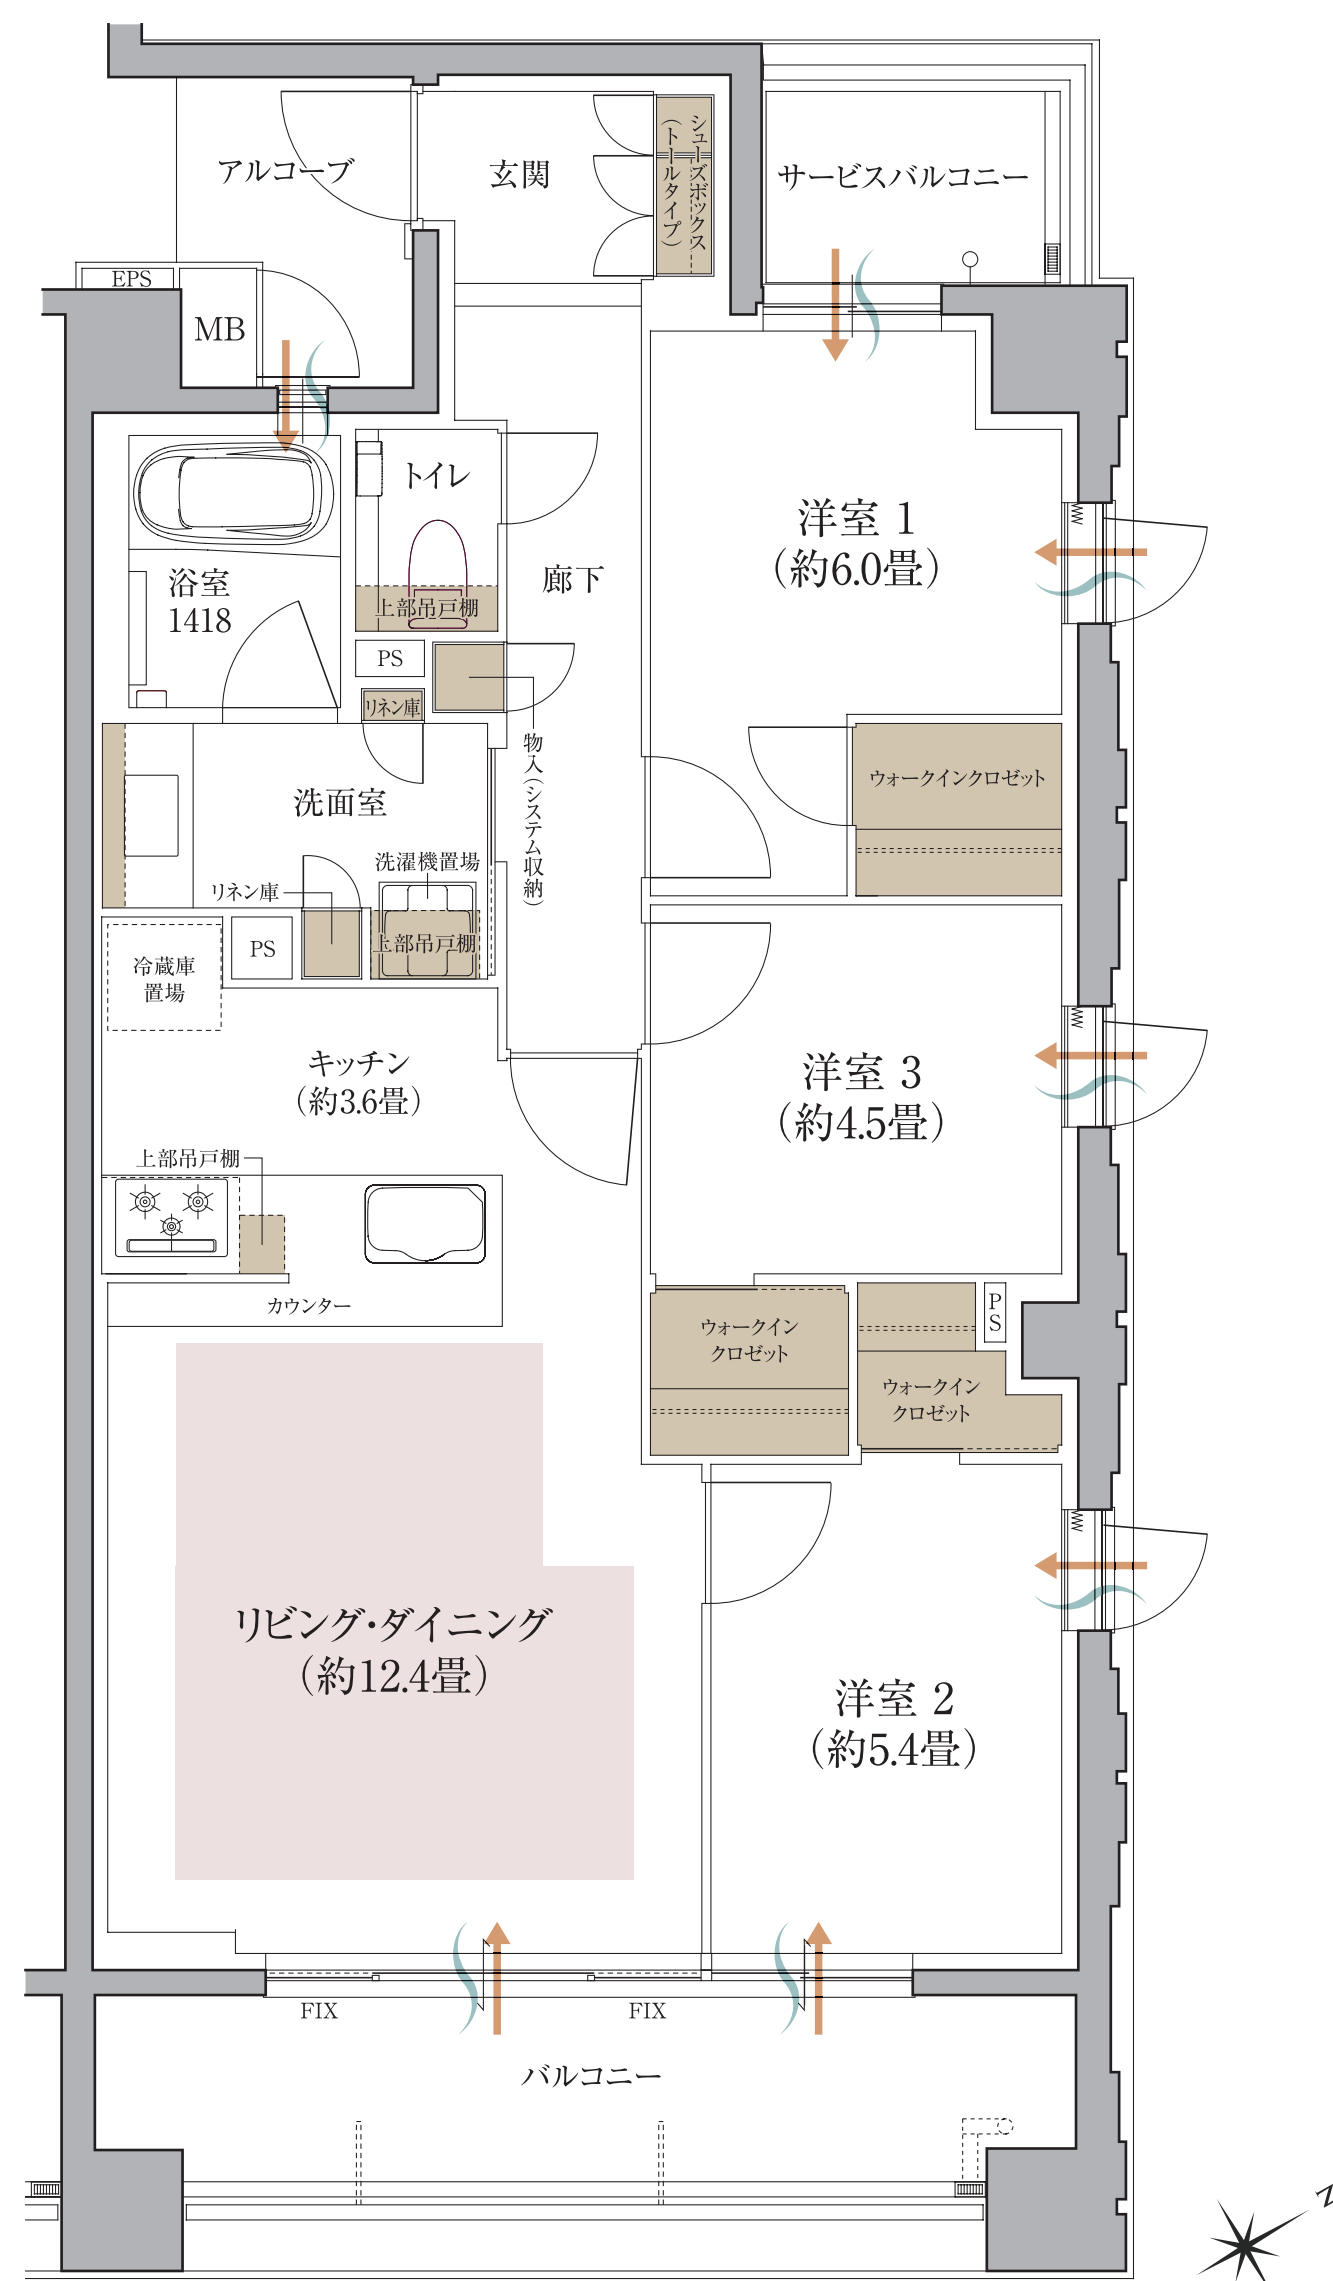 アルコーブ
玄関
シューズボックス
(トールタイプ)
サービスバルコニー
EPS
MB
トイレ
上部吊戸棚
洋室 1
(約6.0畳)
浴室
1418
廊下
PS
リネン庫
物入(システム収納)
洗面室
ウォークインクロゼット
洗濯機置場
リネン庫
上部吊戸棚
PS
冷蔵庫
置場
キッチン
(約3.6畳)
洋室 3
(約4.5畳)
上部吊戸棚
カウンター
ウォークイン
クロゼット
PS
ウォークイン
クロゼット
リビング・ダイニング
(約12.4畳)
洋室 2
(約5.4畳)
FIX
FIX
バルコニー
N